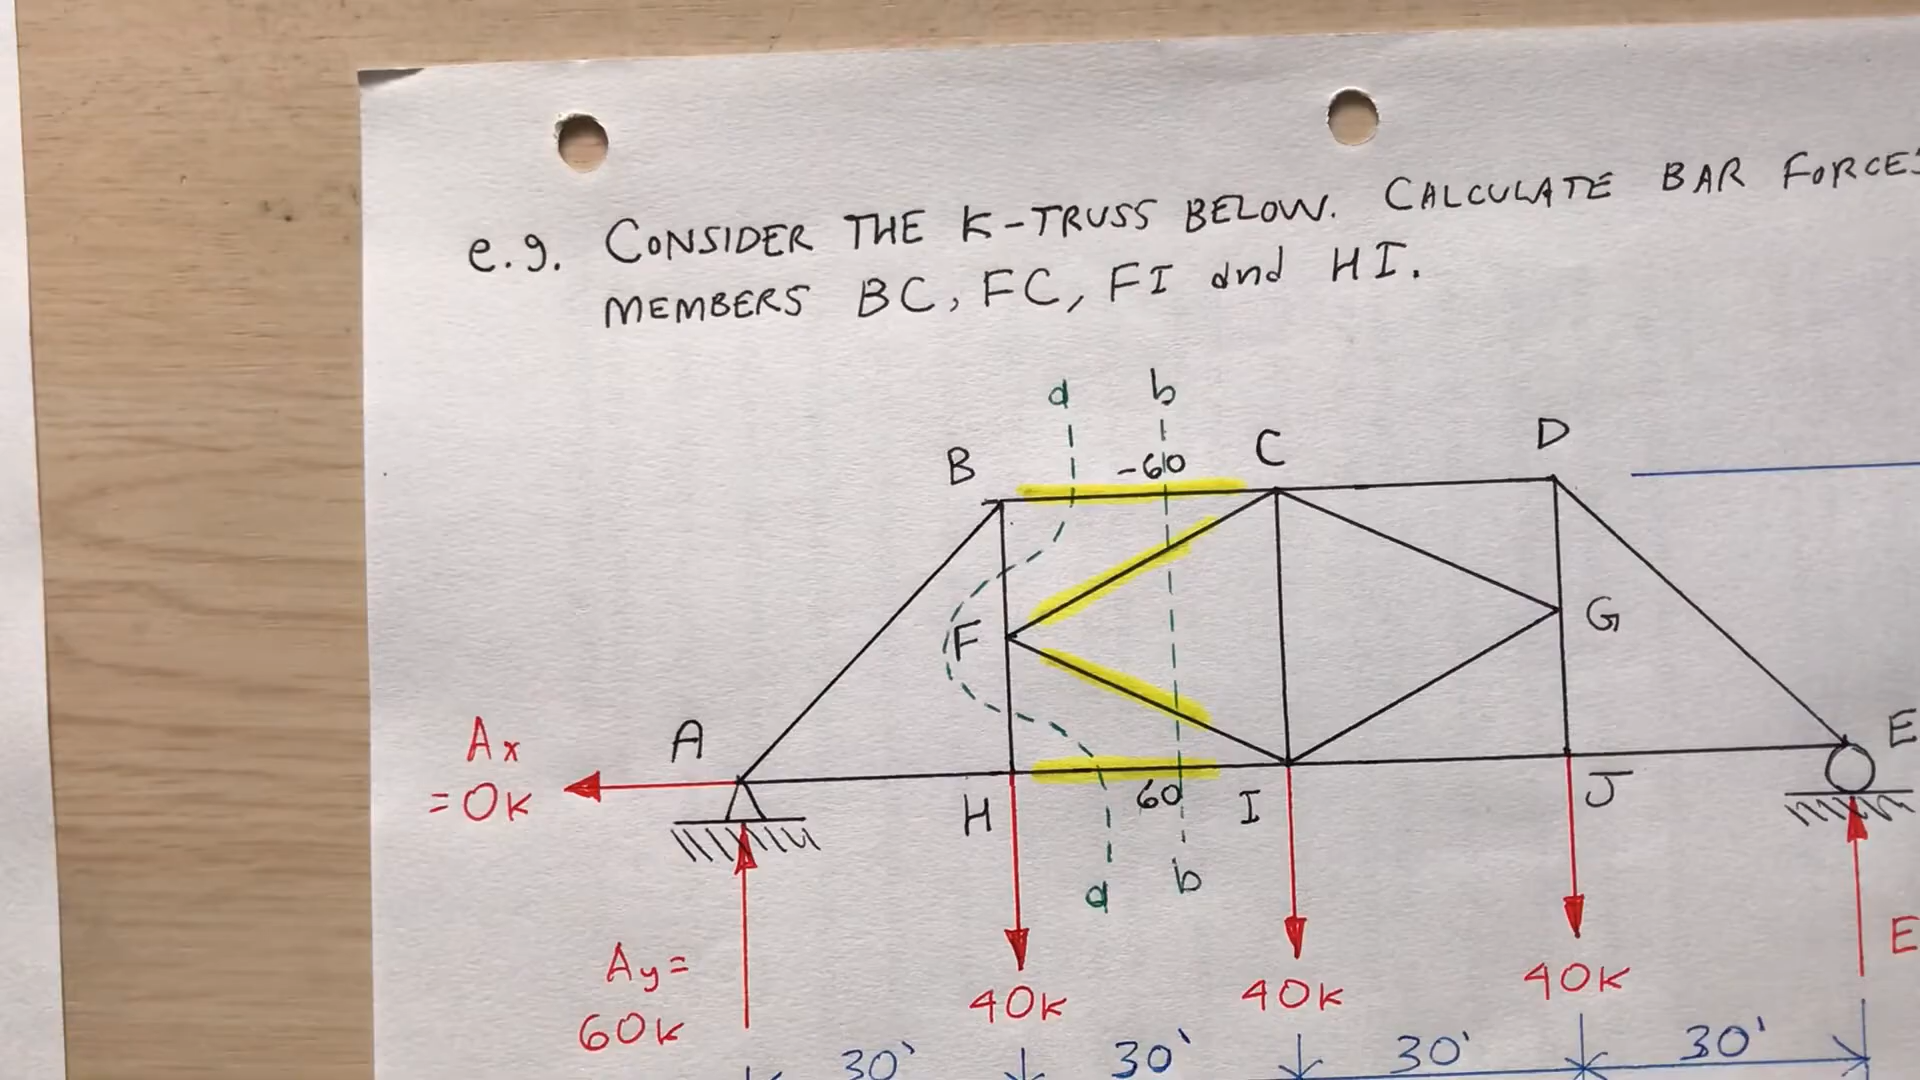 e.g. CONSIDER THE K-TRUSS BELOW. CALCULATE BAR FORCES
MEMBERS BC, FC, FI and HI.
a b
B -60 C D
F G
A E
Ax
= 0K
H 60 I J
a b
Ay =
60K
40K 40K 40K
E
30' 30' 30' 30'